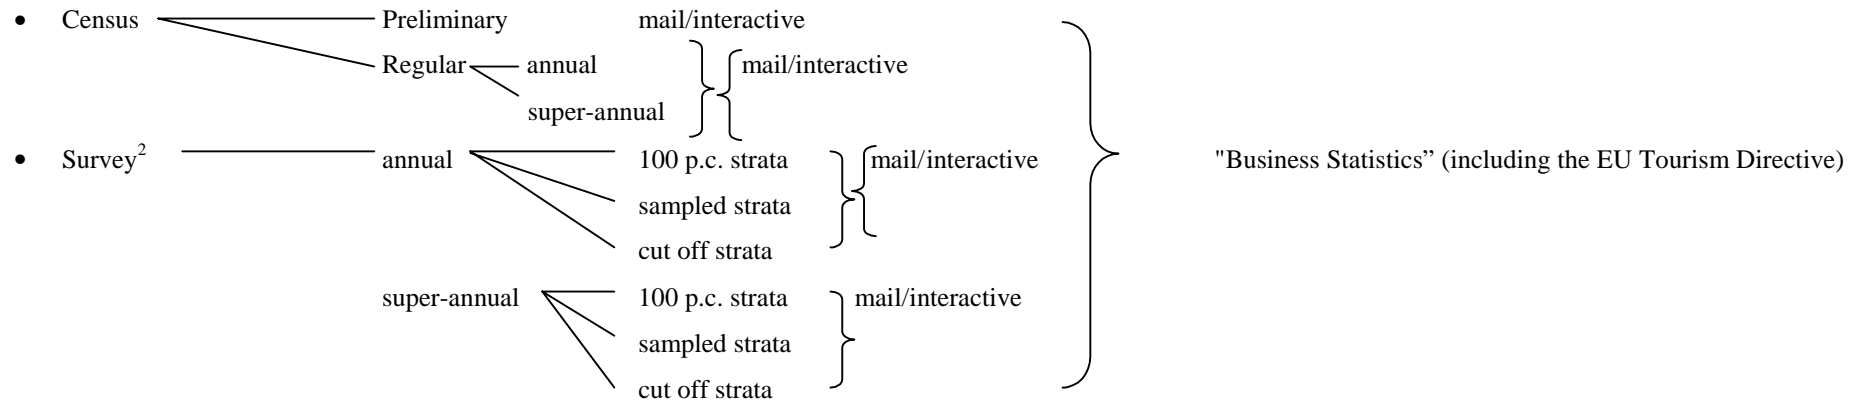 • Census Preliminary mail/interactive
Regular annual mail/interactive
super-annual
• Survey2 annual 100 p.c. strata mail/interactive "Business Statistics” (including the EU Tourism Directive)
sampled strata
cut off strata
super-annual 100 p.c. strata mail/interactive
sampled strata
cut off strata